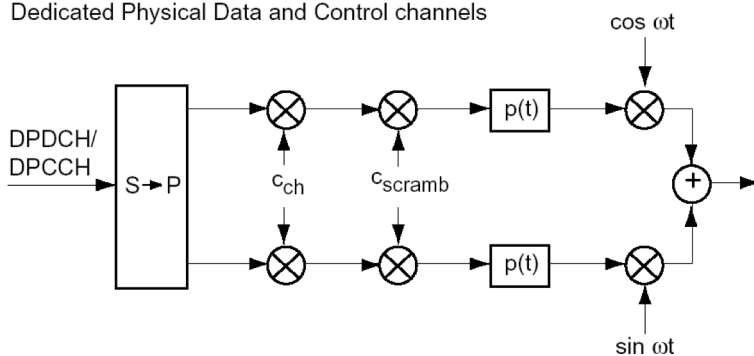 Dedicated Physical Data and Control channels
cos ωt
DPDCH/
DPCCH
S P
c_ch
c_scramb
p(t)
p(t)
+
sin ωt